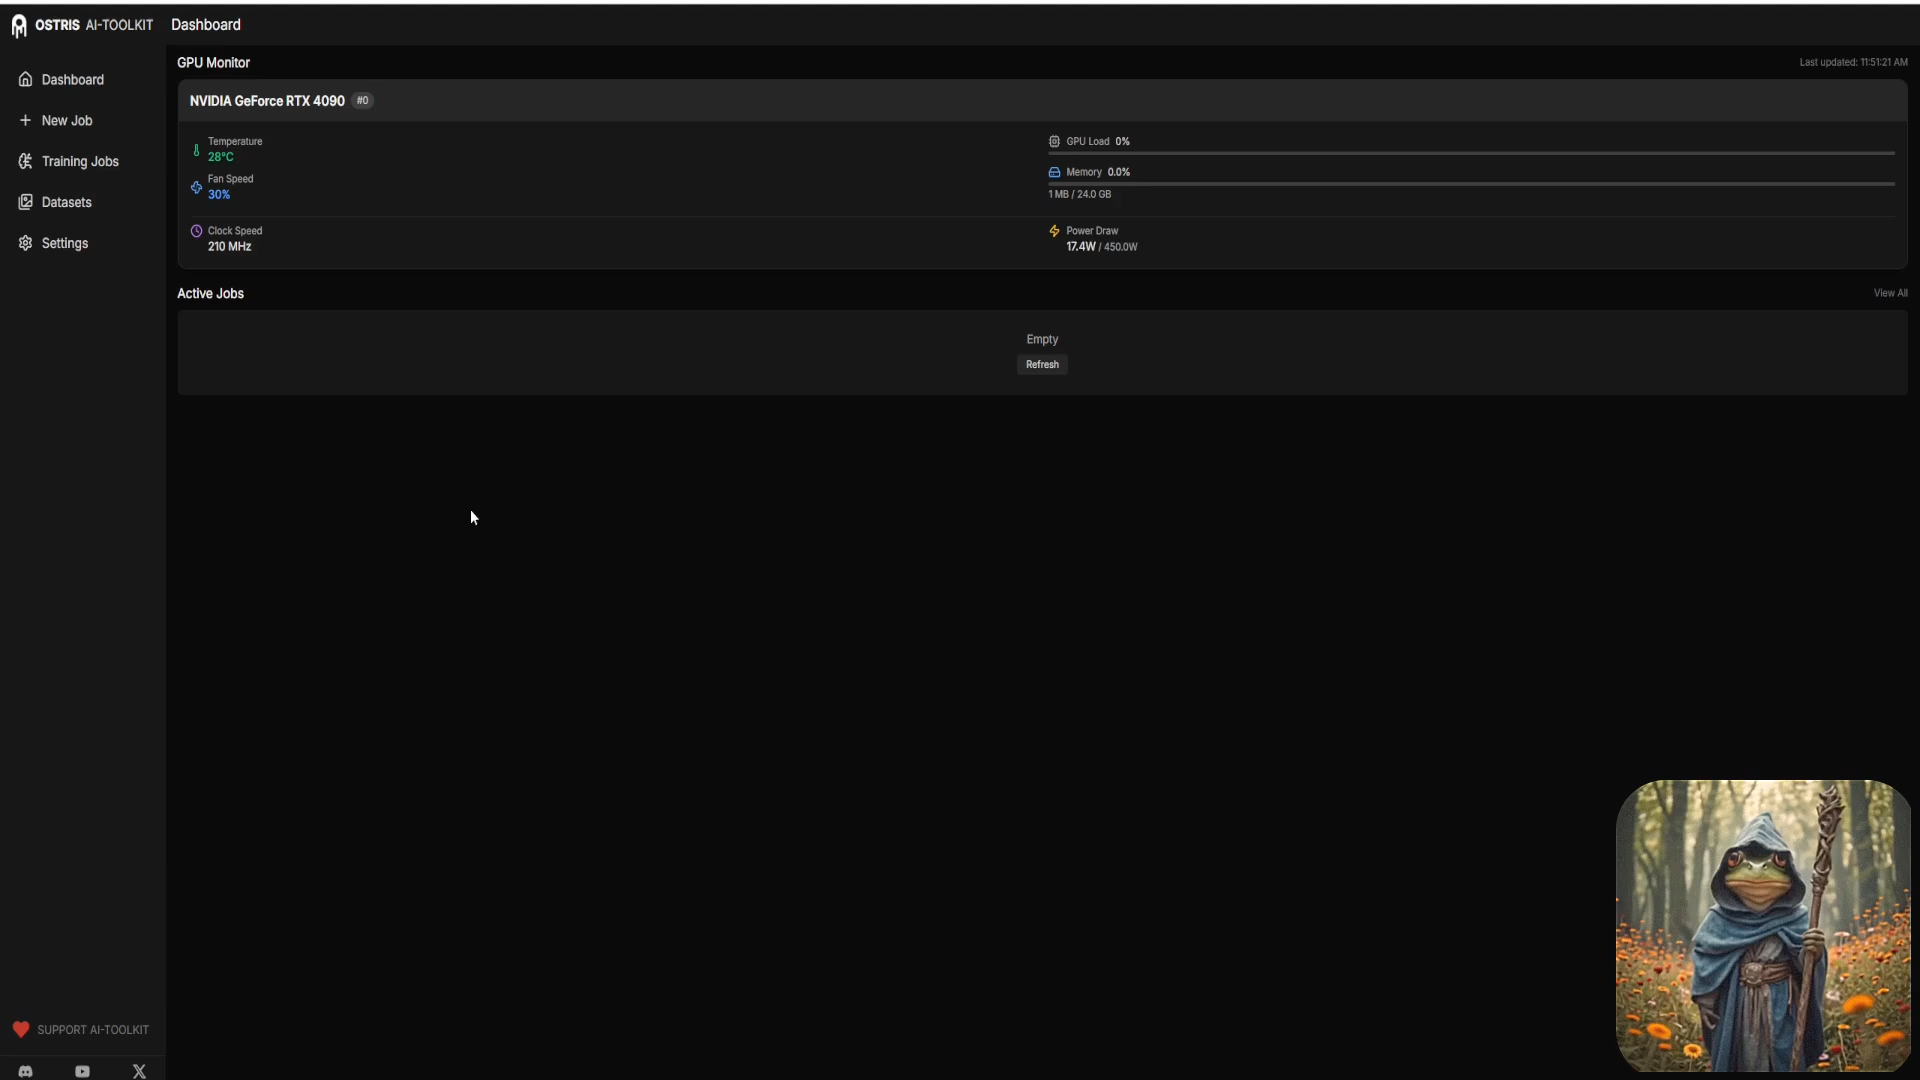 OSTRIS AI-TOOLKIT
Dashboard
Dashboard
New Job
Training Jobs
Datasets
Settings
GPU Monitor
Last updated: 11:51:21 AM
NVIDIA GeForce RTX 4090 #0
Temperature
28°C
Fan Speed
30%
GPU Load 0%
Memory 0.0%
1 MB / 24.0 GB
Clock Speed
210 MHz
Power Draw
17.4W / 450.0W
Active Jobs
View All
Empty
Refresh
SUPPORT AI-TOOLKIT